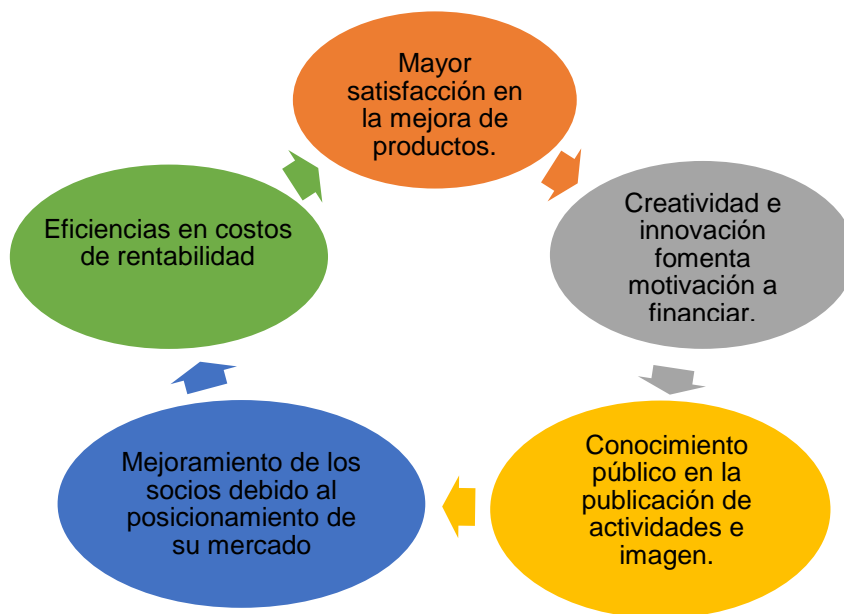 Mayor
satisfacción en
la mejora de
productos.
Creatividad e
innovación
fomenta
motivación a
financiar.
Conocimiento
público en la
publicación de
actividades e
imagen.
Mejoramiento de los
socios debido al
posicionamiento de
su mercado
Eficiencias en costos
de rentabilidad